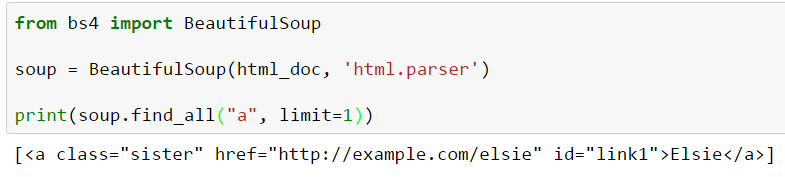 from bs4 import BeautifulSoup
soup = BeautifulSoup(html_doc, 'html.parser')
print(soup.find_all("a", limit=1))
[<a class="sister" href="http://example.com/elsie" id="link1">Elsie</a>]